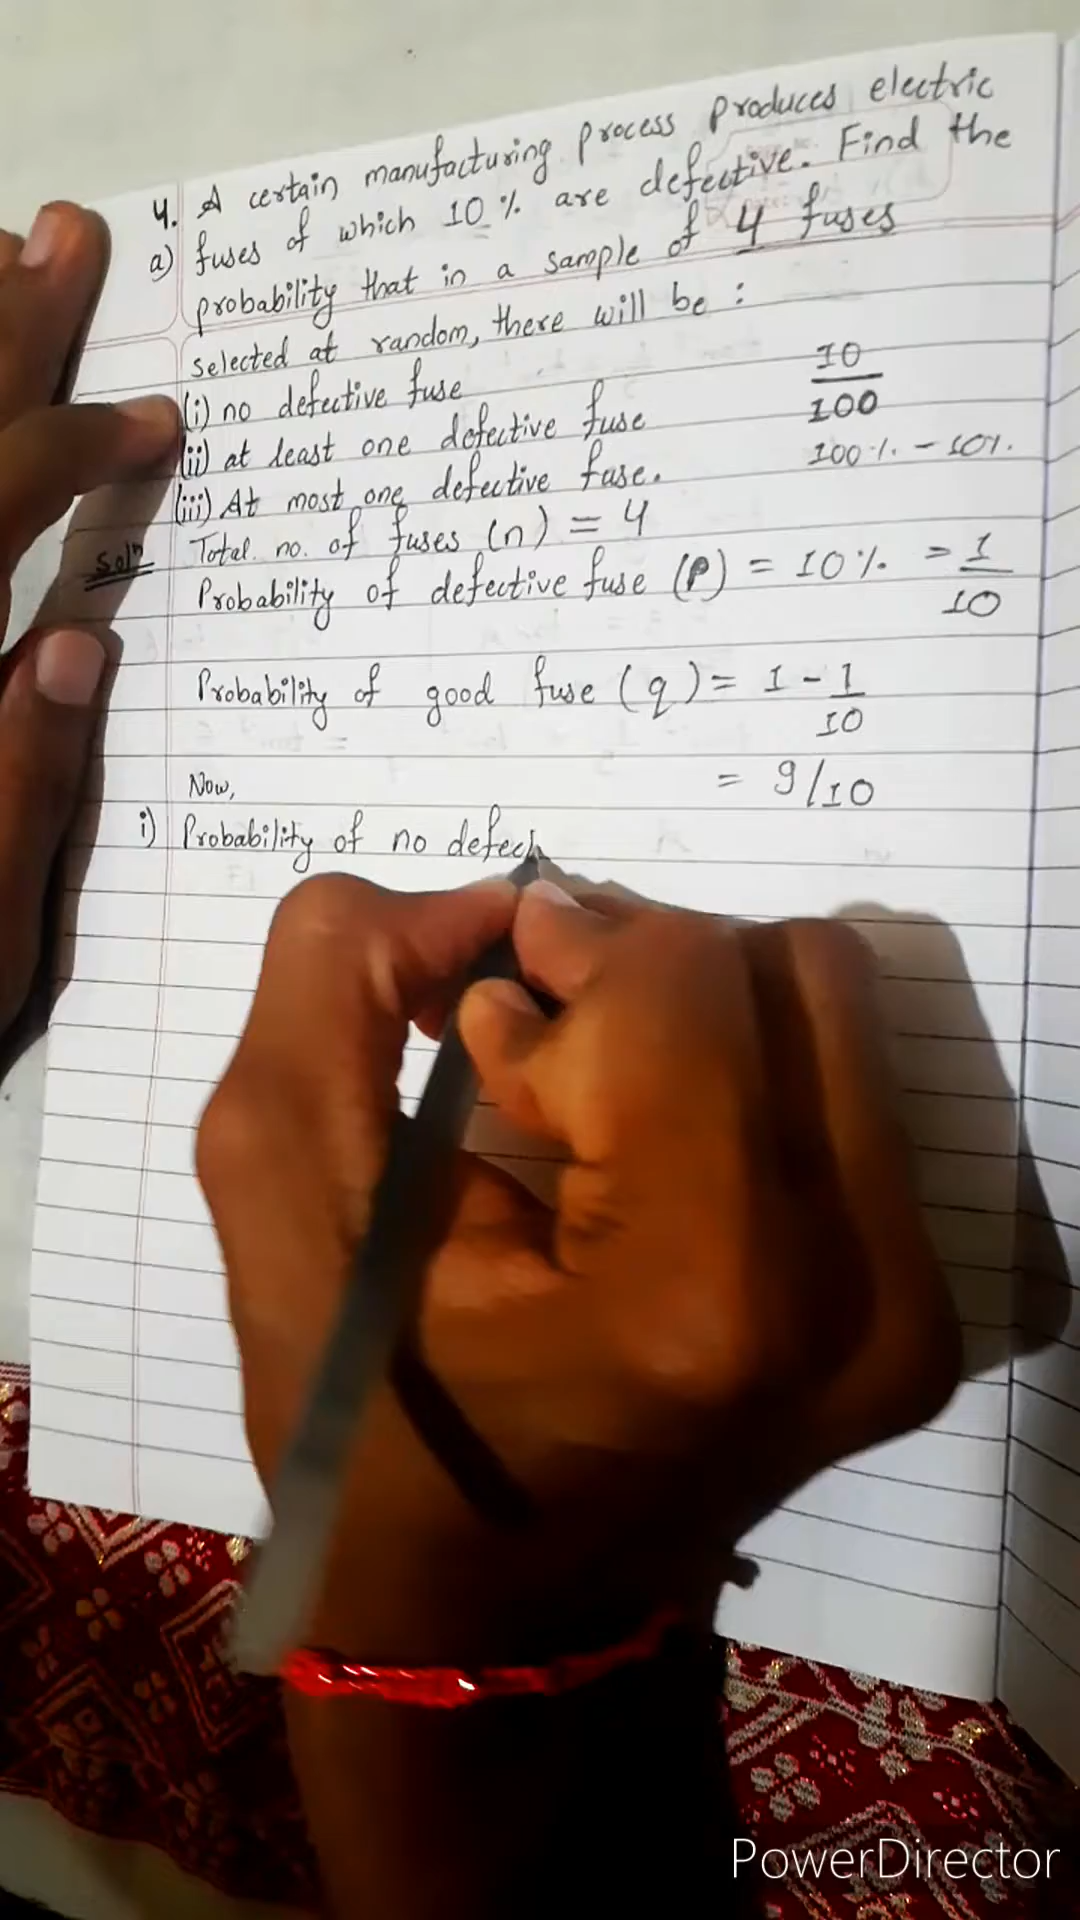 4. A certain manufacturing process produces electric
a) fuses of which 10 % are defective. Find the
probability that in a sample of 4 fuses
selected at random, there will be :
(i) no defective fuse
10/100
(ii) at least one defective fuse
100 % - 10%.
(iii) At most one defective fuse.
Soln Total no. of fuses (n) = 4
Probability of defective fuse (p) = 10 % = 1/10
Probability of good fuse (q) = 1 - 1/10
= 9/10
Now,
i) Probability of no defect
PowerDirector